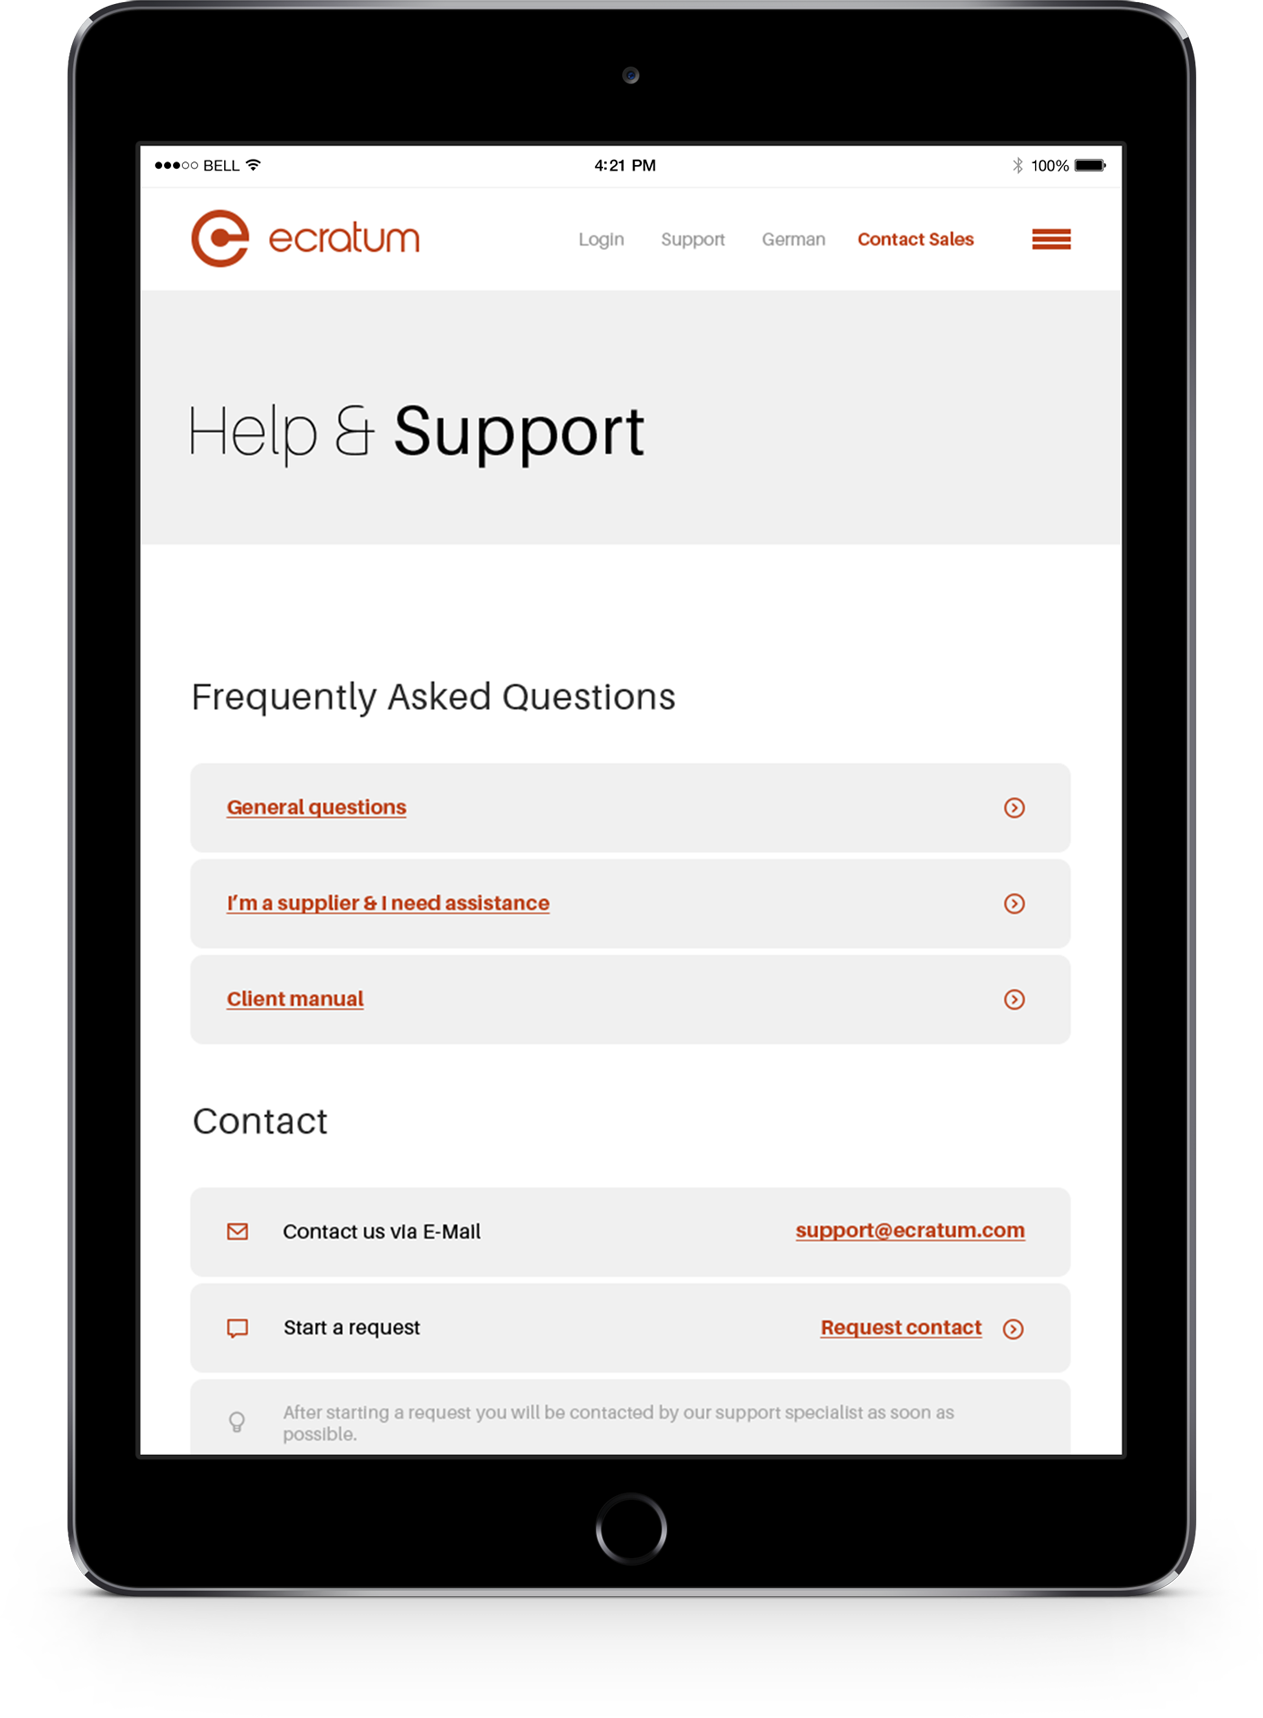 BELL
4:21 PM
100%
ecratum
Login Support German Contact Sales
Help & Support
Frequently Asked Questions
General questions
I’m a supplier & I need assistance
Client manual
Contact
Contact us via E-Mail support@ecratum.com
Start a request Request contact
After starting a request you will be contacted by our support specialist as soon as
possible.